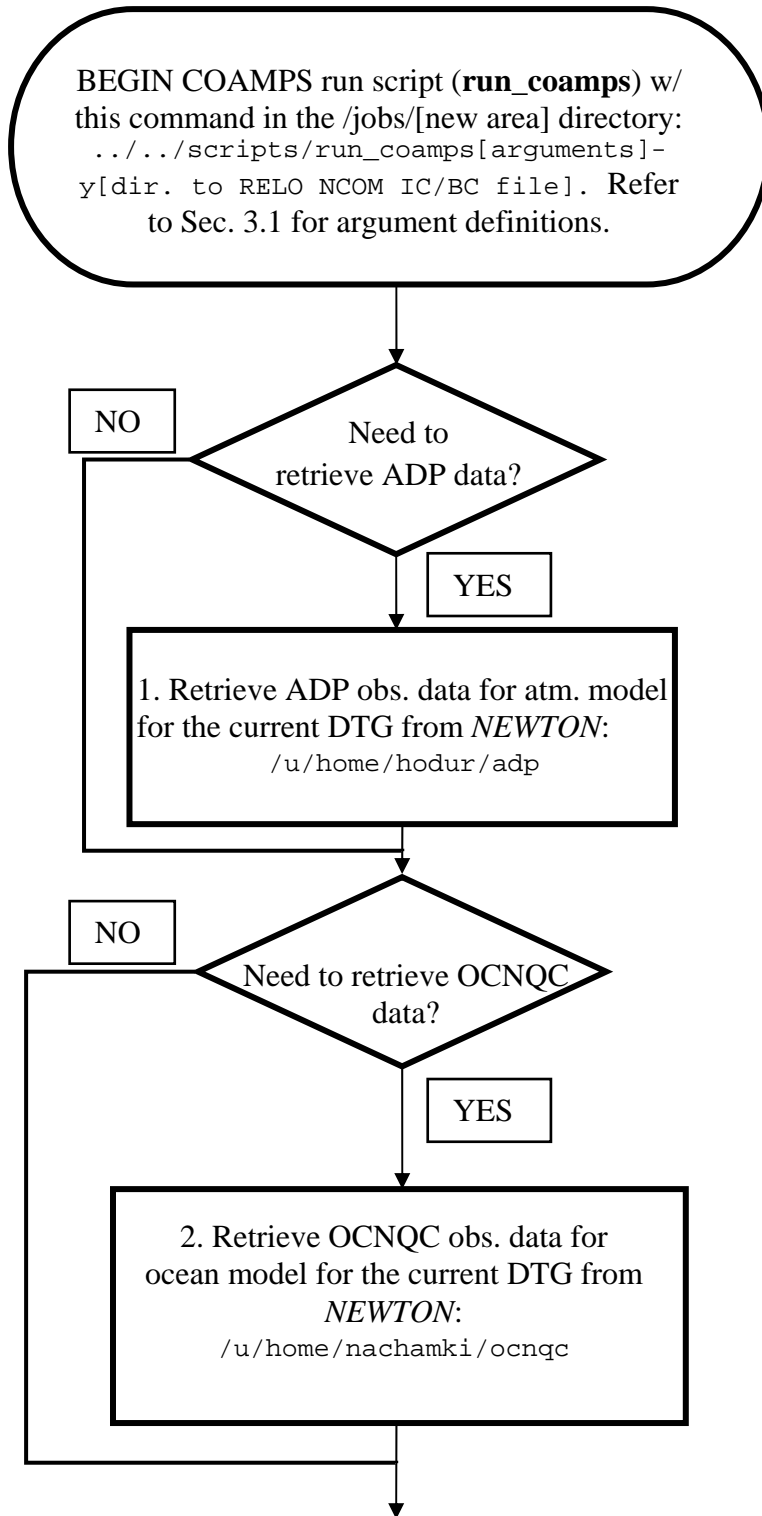 BEGIN COAMPS run script (run_coamps) w/
this command in the /jobs/[new area] directory:
../../scripts/run_coamps[arguments]-
y[dir. to RELO NCOM IC/BC file]. Refer
to Sec. 3.1 for argument definitions.
NO
Need to
retrieve ADP data?
YES
1. Retrieve ADP obs. data for atm. model
for the current DTG from NEWTON:
/u/home/hodur/adp
NO
Need to retrieve OCNQC
data?
YES
2. Retrieve OCNQC obs. data for
ocean model for the current DTG from
NEWTON:
/u/home/nachamki/ocnqc